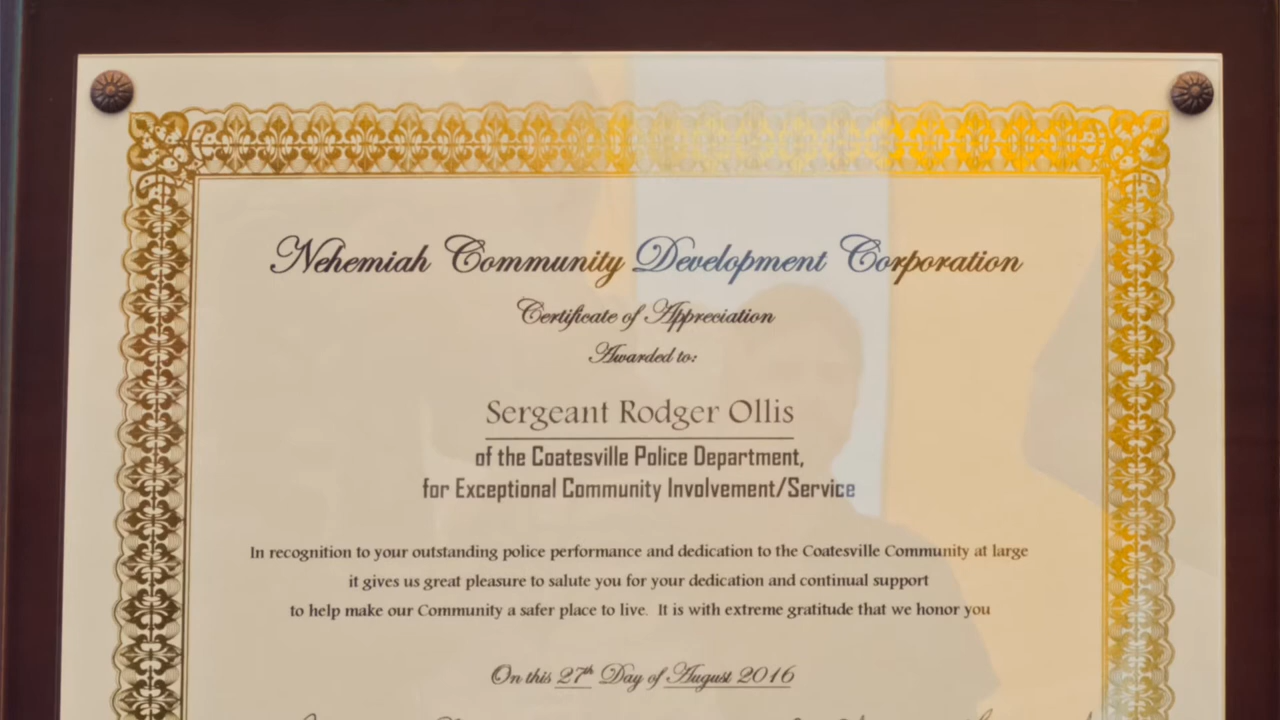 Nehemiah Community Development Corporation
Certificate of Appreciation
Awarded to:
Sergeant Rodger Ollis
of the Coatesville Police Department,
for Exceptional Community Involvement/Service
In recognition to your outstanding police performance and dedication to the Coatesville Community at large
it gives us great pleasure to salute you for your dedication and continual support
to help make our Community a safer place to live. It is with extreme gratitude that we honor you
On this 27th Day of August 2016